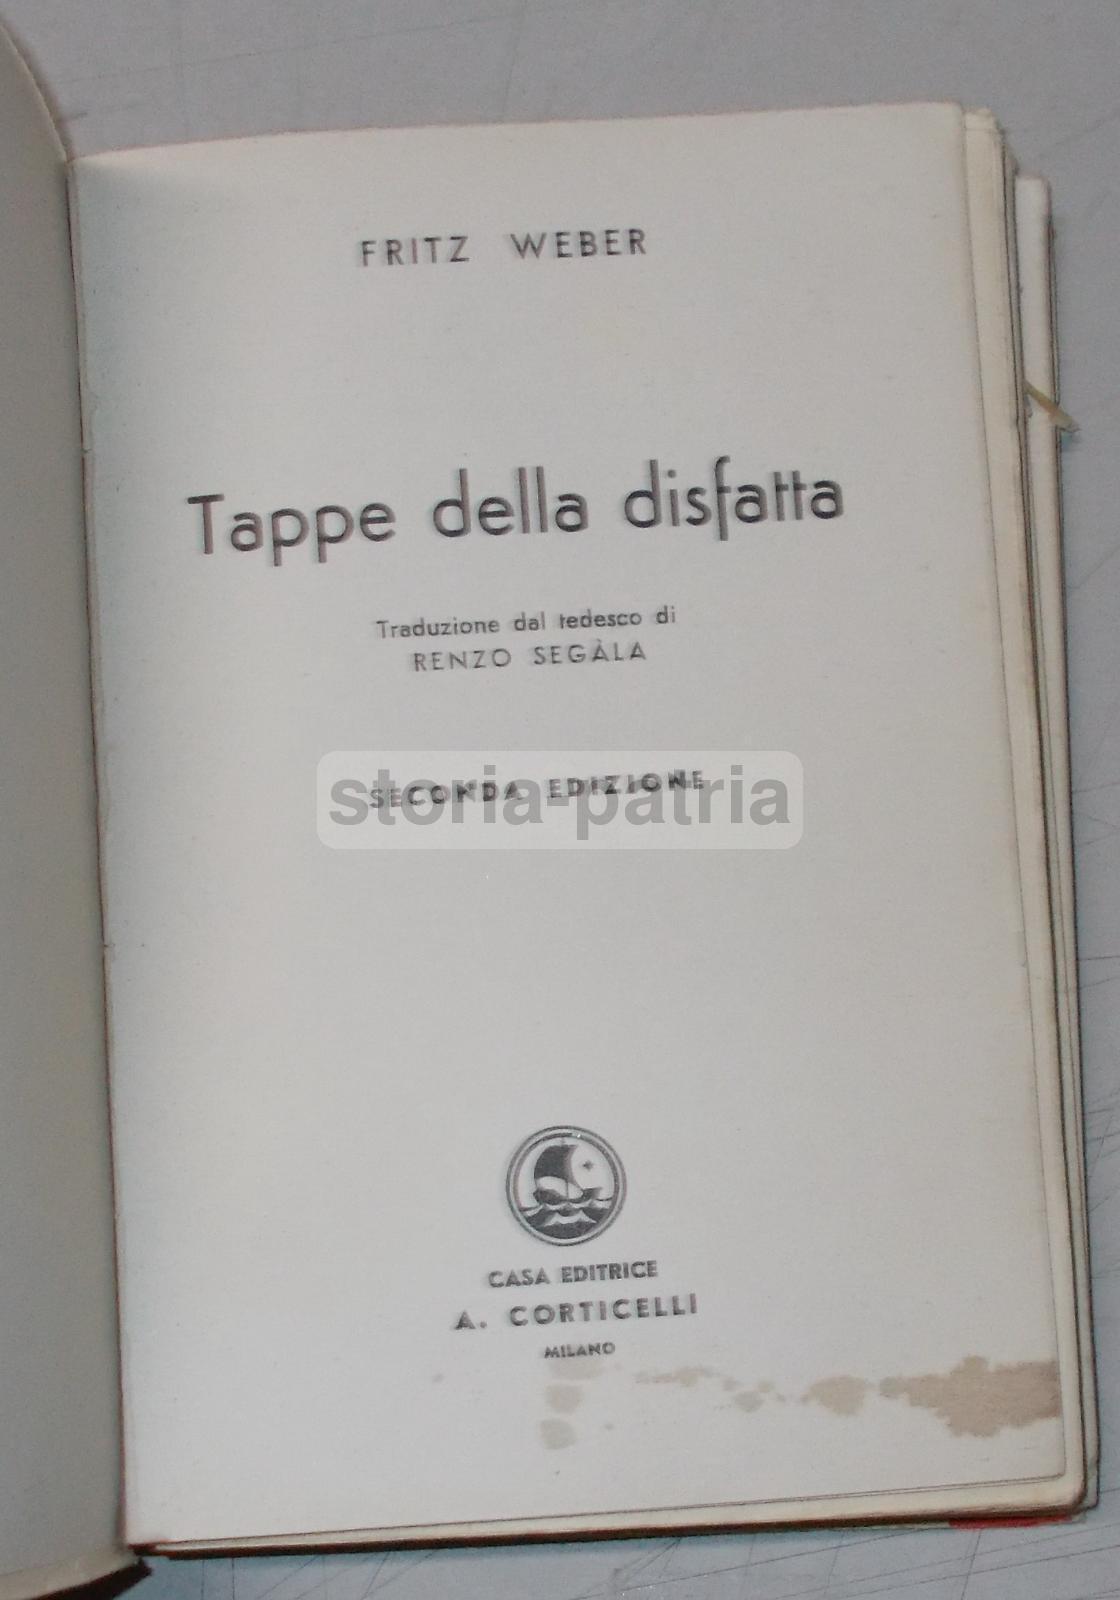 FRITZ WEBER
Tappe della disfatta
Traduzione dal tedesco di
RENZO SEGÀLA
SECONDA EDIZIONE
storia-patria
CASA EDITRICE
A. CORTICELLI
MILANO